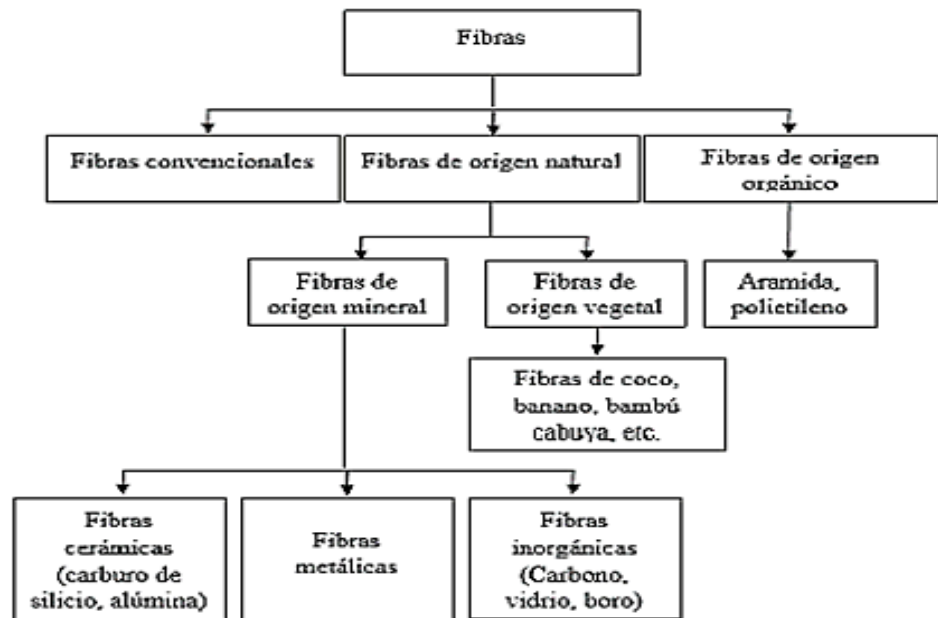 Fibras
Fibras convencionales
Fibras de origen natural
Fibras de origen
orgánico
Fibras de
origen mineral
Fibras de
origen vegetal
Aramida,
polietileno
Fibras de coco,
banano, bambú
cabuya, etc.
Fibras
cerámicas
(carburo de
silicio, alúmina)
Fibras
metálicas
Fibras
inorgánicas
(Carbono,
vidrio, boro)